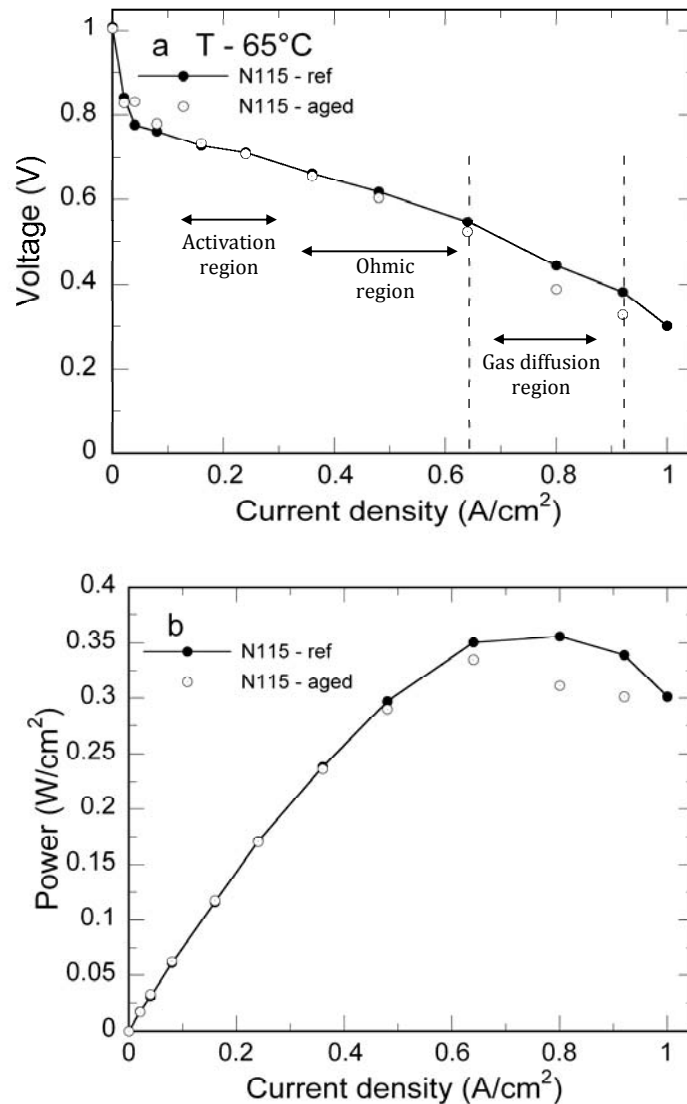 a T - 65°C
N115 - ref
N115 - aged
1
0.8
0.6
0.4
0.2
0
Voltage (V)
Activation
region
Ohmic
region
Gas diffusion
region
0 0.2 0.4 0.6 0.8 1
Current density (A/cm²)
b
N115 - ref
N115 - aged
0.4
0.35
0.3
0.25
0.2
0.15
0.1
0.05
0
Power (W/cm²)
0 0.2 0.4 0.6 0.8 1
Current density (A/cm²)